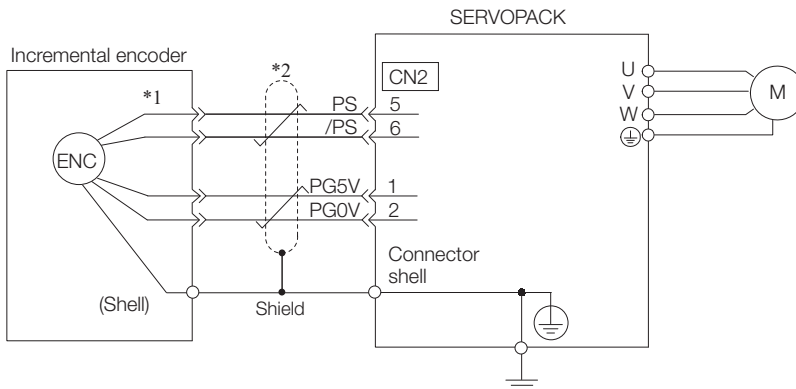 SERVOPACK
Incremental encoder
*1
*2
CN2
PS 5
/PS 6
ENC
PG5V 1
PG0V 2
U
V
W
M
Connector
shell
(Shell)
Shield